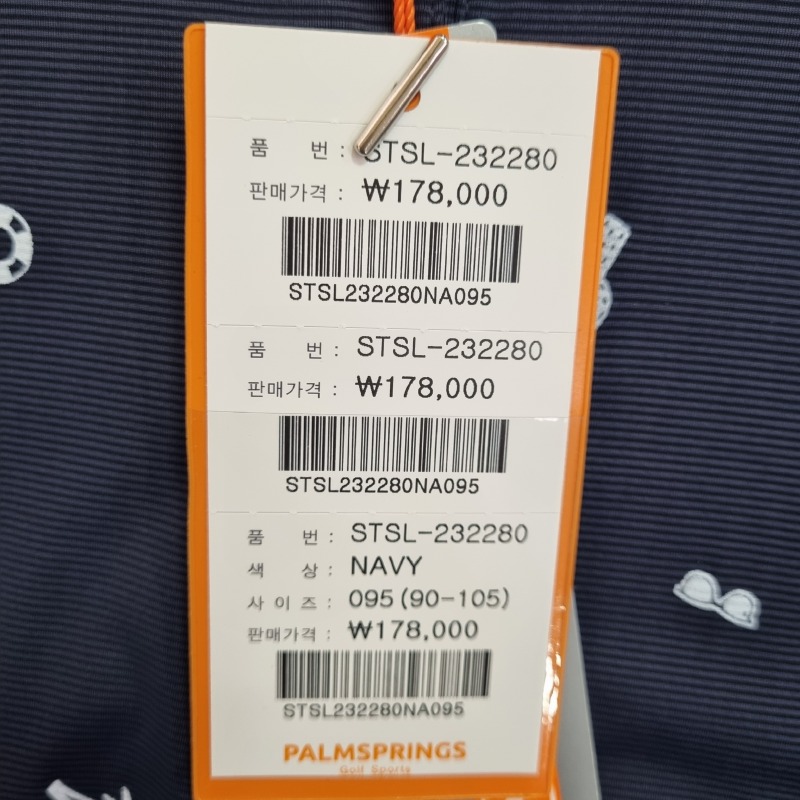 품 번 : STSL-232280
판매가격 : ₩178,000
STSL232280NA095
품 번 : STSL-232280
판매가격 : ₩178,000
STSL232280NA095
품 번 : STSL-232280
색 상 : NAVY
사 이 즈 : 095(90-105)
판매가격 : ₩178,000
STSL232280NA095
PALMSPRINGS
Golf Sports